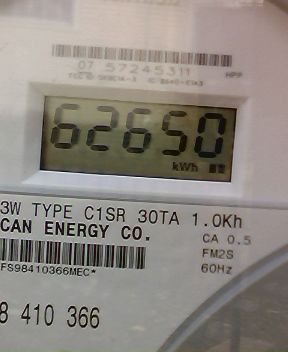 07 57245311
HPP
62650
kWh
3W TYPE C1SR 30TA 1.0Kh
CAN ENERGY CO.
CA 0.5
FM2S
60Hz
FS98410366MEC*
8 410 366